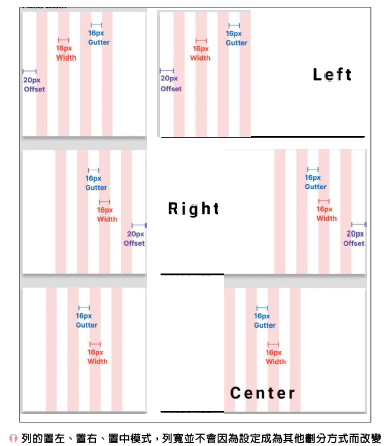 16px
Gutter
16px
Width
20px
Offset
16px
Gutter
16px
Width
20px
Offset
Left
16px
Gutter
16px
Width
20px
Offset
Right
16px
Gutter
16px
Width
20px
Offset
16px
Gutter
16px
Width
16px
Gutter
16px
Width
Center
列的置左、置右、置中模式，列寬並不會因為設定成為其他劃分方式而改變